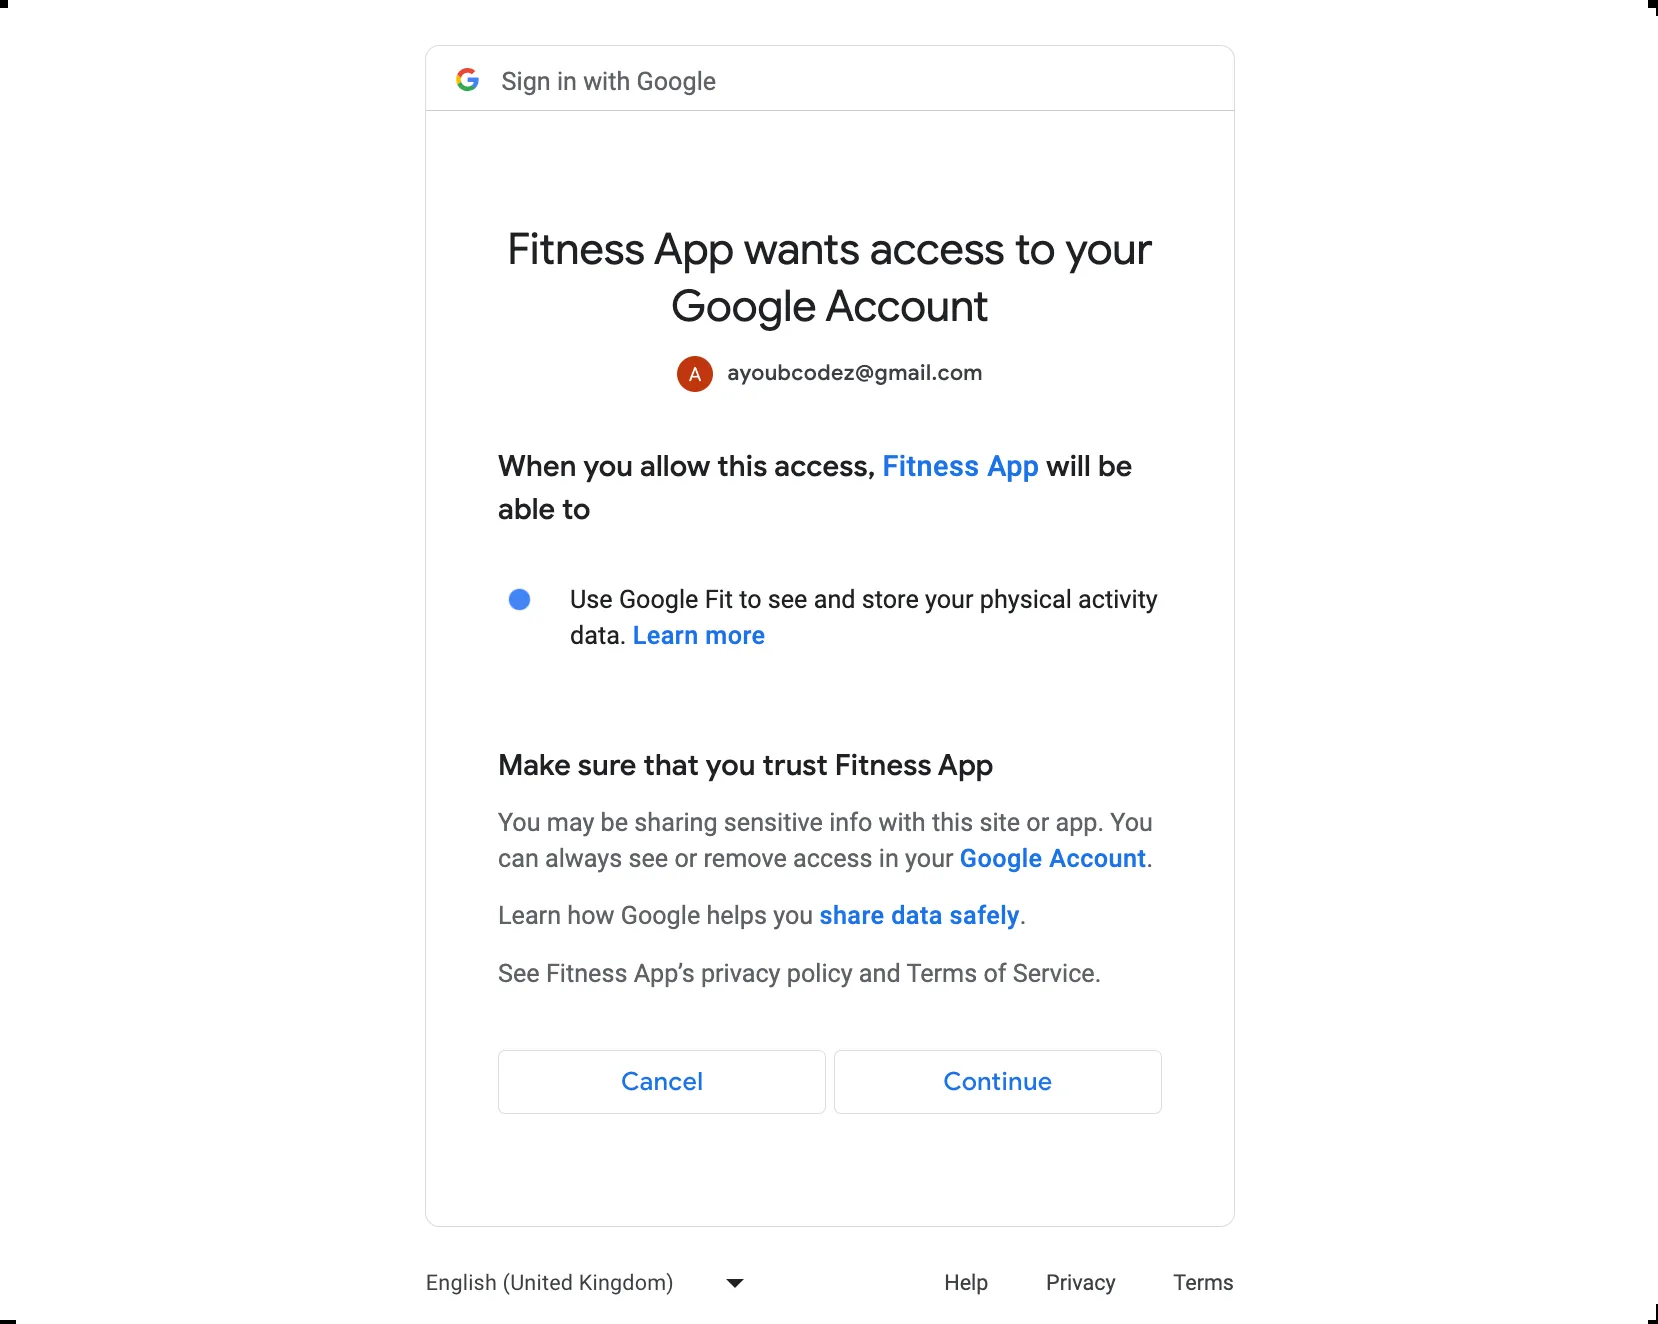 Sign in with Google
Fitness App wants access to your
Google Account
A ayoubcodez@gmail.com
When you allow this access, Fitness App will be
able to
Use Google Fit to see and store your physical activity
data. Learn more
Make sure that you trust Fitness App
You may be sharing sensitive info with this site or app. You
can always see or remove access in your Google Account.
Learn how Google helps you share data safely.
See Fitness App’s privacy policy and Terms of Service.
Cancel Continue
English (United Kingdom) Help Privacy Terms